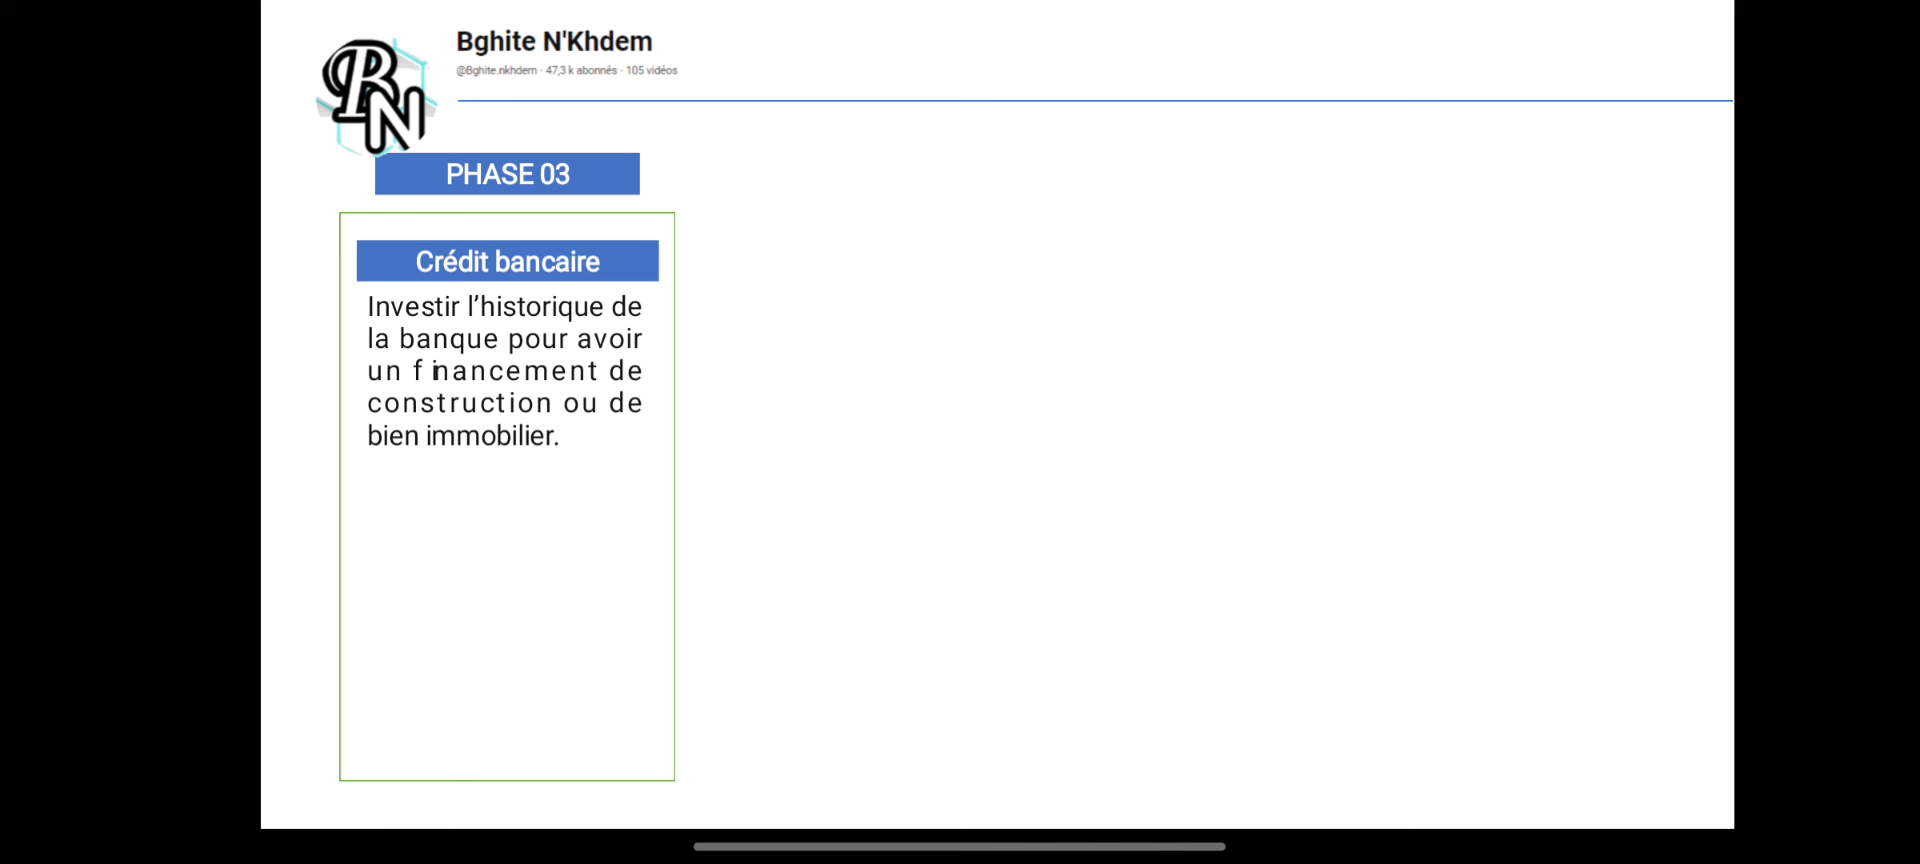 Bghite N'Khdem
@Bghite.nkhdem · 47,3 k abonnés · 105 vidéos
BN
PHASE 03
Crédit bancaire
Investir l’historique de
la banque pour avoir
un financement de
construction ou de
bien immobilier.